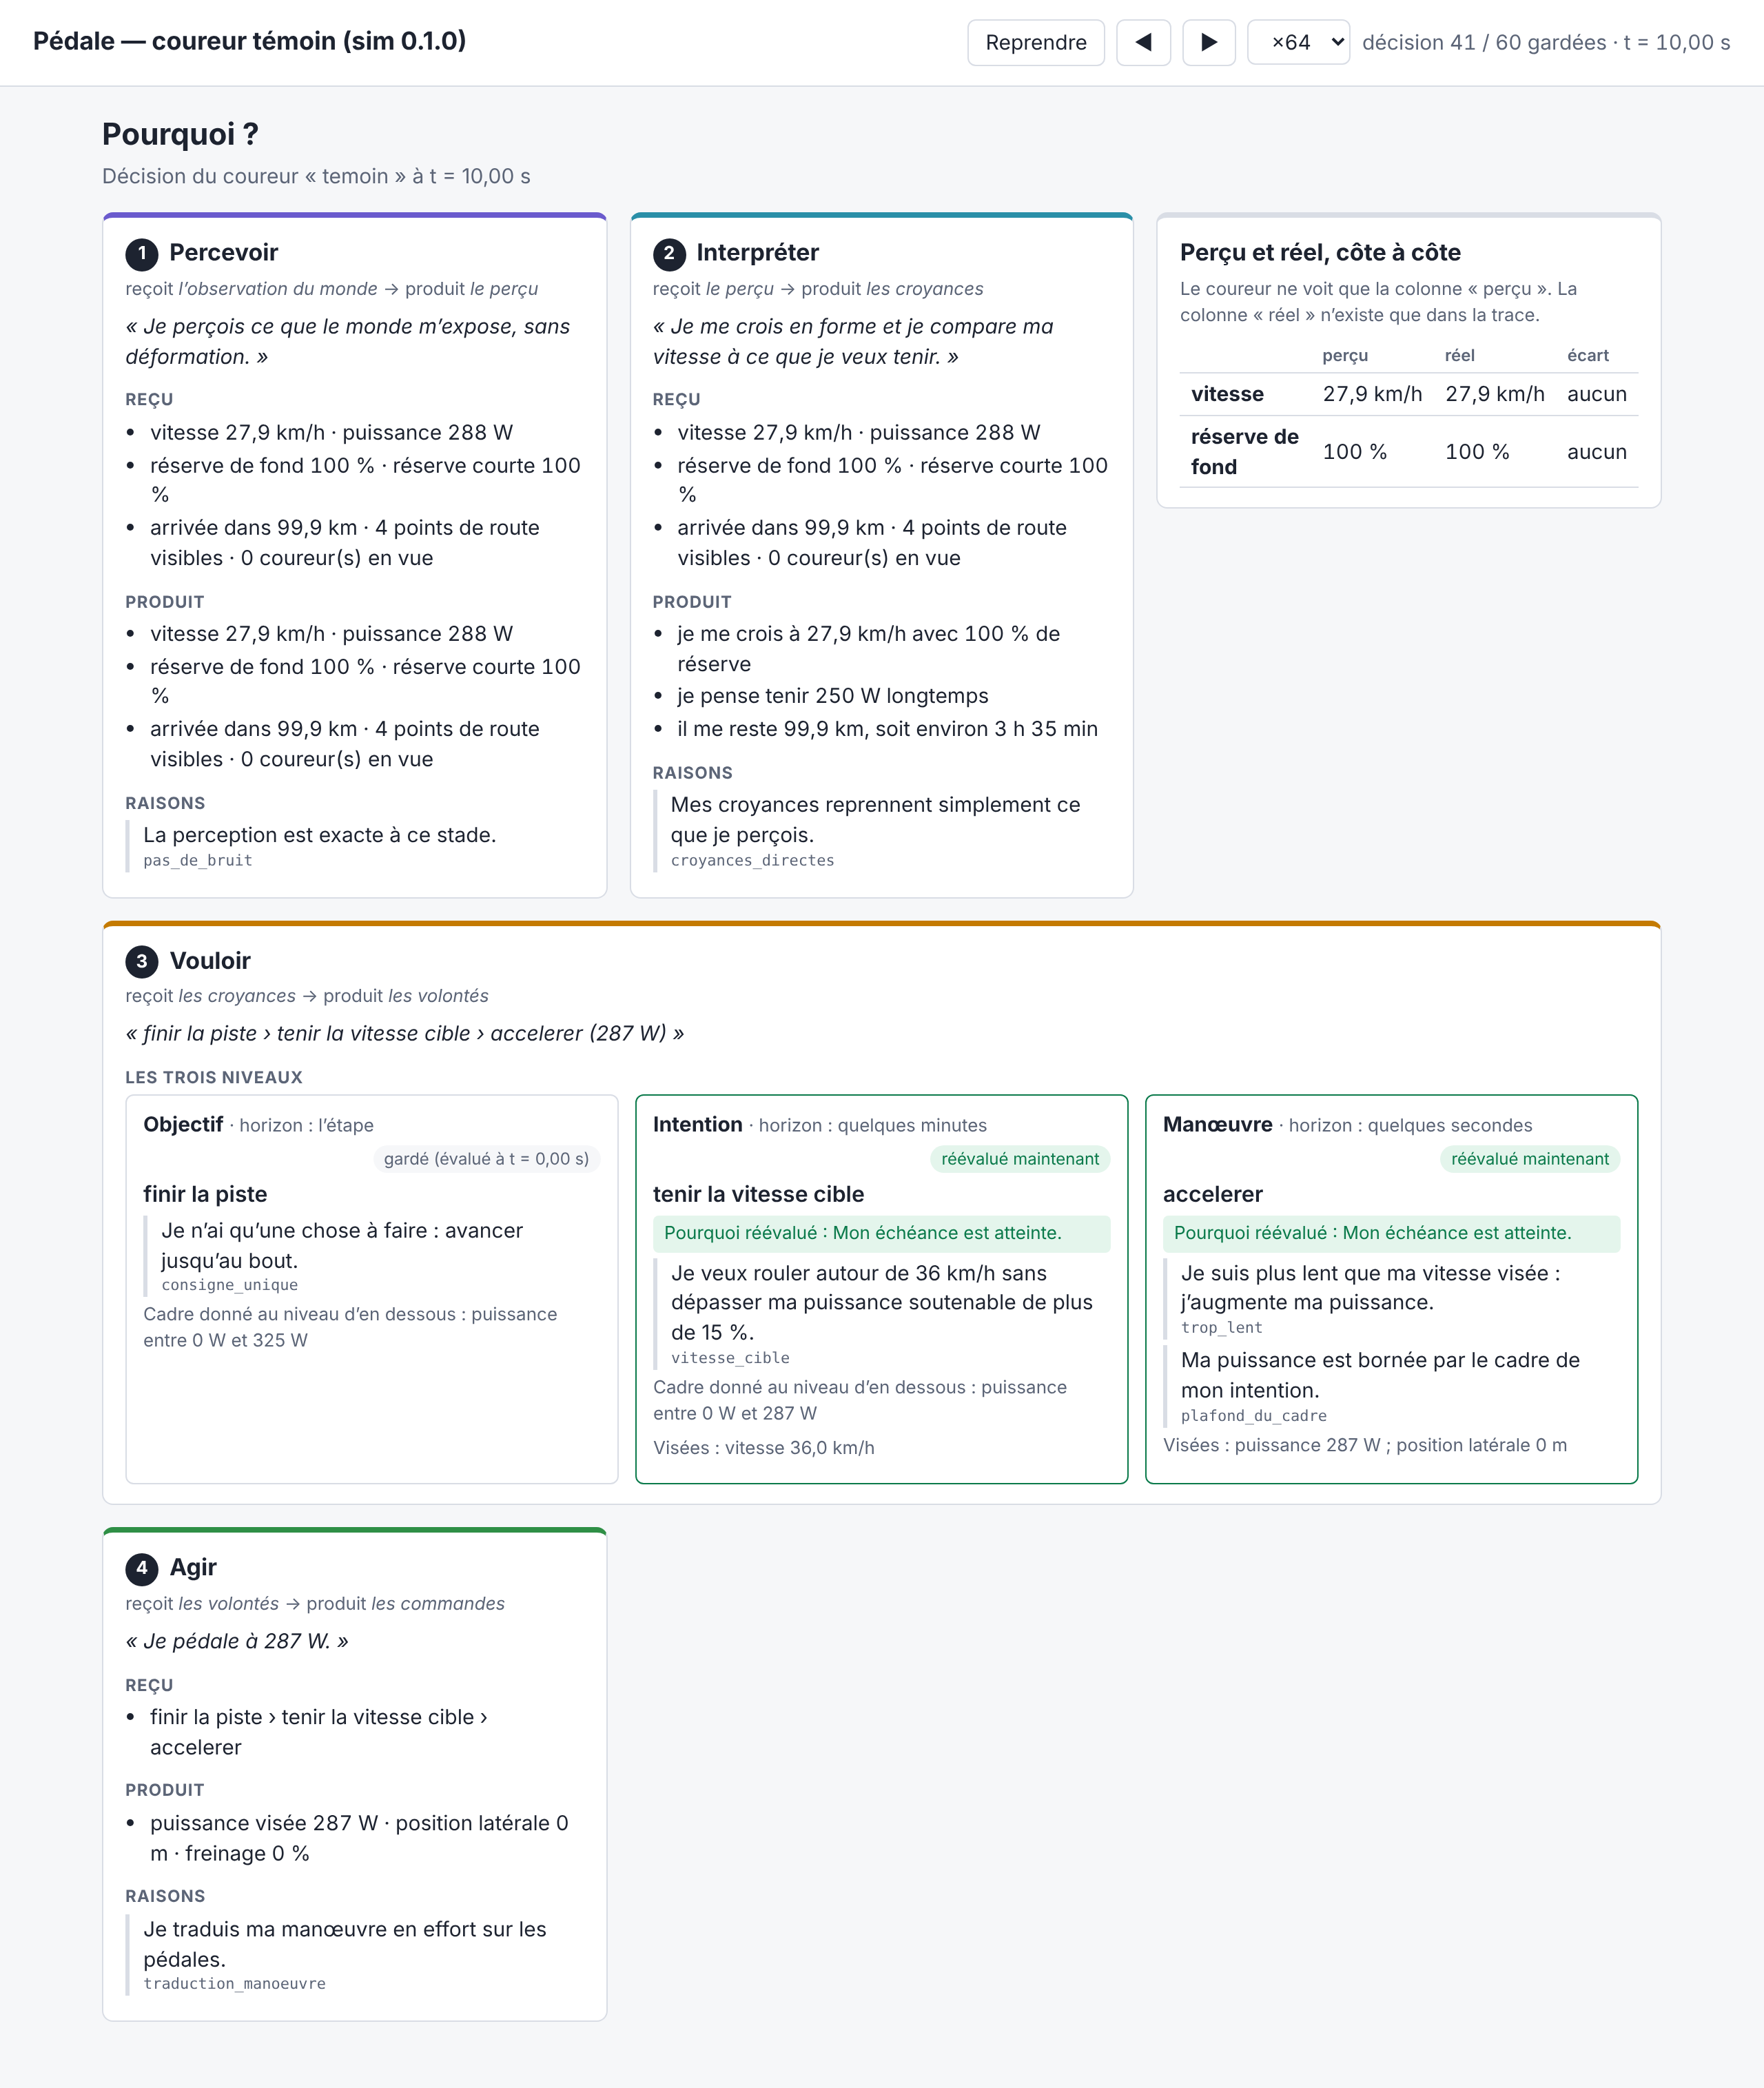 Pédale — coureur témoin (sim 0.1.0)
Reprendre
◀
▶
×64
décision 41 / 60 gardées · t = 10,00 s
Pourquoi ?
Décision du coureur « temoin » à t = 10,00 s
1 Percevoir
reçoit l’observation du monde → produit le perçu
« Je perçois ce que le monde m’expose, sans
déformation. »
REÇU
• vitesse 27,9 km/h · puissance 288 W
• réserve de fond 100 % · réserve courte 100
%
• arrivée dans 99,9 km · 4 points de route
visibles · 0 coureur(s) en vue
PRODUIT
• vitesse 27,9 km/h · puissance 288 W
• réserve de fond 100 % · réserve courte 100
%
• arrivée dans 99,9 km · 4 points de route
visibles · 0 coureur(s) en vue
RAISONS
La perception est exacte à ce stade.
pas_de_bruit
2 Interpréter
reçoit le perçu → produit les croyances
« Je me crois en forme et je compare ma
vitesse à ce que je veux tenir. »
REÇU
• vitesse 27,9 km/h · puissance 288 W
• réserve de fond 100 % · réserve courte 100
%
• arrivée dans 99,9 km · 4 points de route
visibles · 0 coureur(s) en vue
PRODUIT
• je me crois à 27,9 km/h avec 100 % de
réserve
• je pense tenir 250 W longtemps
• il me reste 99,9 km, soit environ 3 h 35 min
RAISONS
Mes croyances reprennent simplement ce
que je perçois.
croyances_directes
Perçu et réel, côte à côte
Le coureur ne voit que la colonne « perçu ». La
colonne « réel » n’existe que dans la trace.
perçu réel écart
vitesse 27,9 km/h 27,9 km/h aucun
réserve de
fond 100 % 100 % aucun
3 Vouloir
reçoit les croyances → produit les volontés
« finir la piste › tenir la vitesse cible › accelerer (287 W) »
LES TROIS NIVEAUX
Objectif · horizon : l’étape
gardé (évalué à t = 0,00 s)
finir la piste
Je n’ai qu’une chose à faire : avancer
jusqu’au bout.
consigne_unique
Cadre donné au niveau d’en dessous : puissance
entre 0 W et 325 W
Intention · horizon : quelques minutes
réévalué maintenant
tenir la vitesse cible
Pourquoi réévalué : Mon échéance est atteinte.
Je veux rouler autour de 36 km/h sans
dépasser ma puissance soutenable de plus
de 15 %.
vitesse_cible
Cadre donné au niveau d’en dessous : puissance
entre 0 W et 287 W
Visées : vitesse 36,0 km/h
Manœuvre · horizon : quelques secondes
réévalué maintenant
accelerer
Pourquoi réévalué : Mon échéance est atteinte.
Je suis plus lent que ma vitesse visée :
j’augmente ma puissance.
trop_lent
Ma puissance est bornée par le cadre de
mon intention.
plafond_du_cadre
Visées : puissance 287 W ; position latérale 0 m
4 Agir
reçoit les volontés → produit les commandes
« Je pédale à 287 W. »
REÇU
• finir la piste › tenir la vitesse cible ›
accelerer
PRODUIT
• puissance visée 287 W · position latérale 0
m · freinage 0 %
RAISONS
Je traduis ma manœuvre en effort sur les
pédales.
traduction_manoeuvre